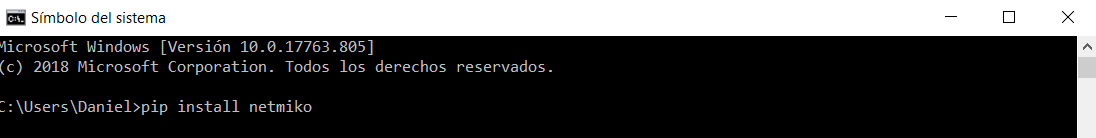 Símbolo del sistema
Microsoft Windows [Versión 10.0.17763.805]
(c) 2018 Microsoft Corporation. Todos los derechos reservados.
C:\Users\Daniel>pip install netmiko